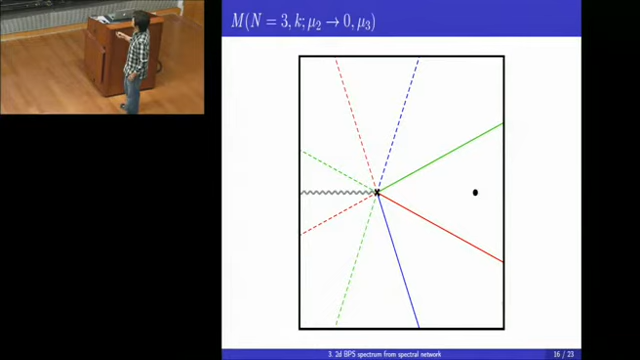 M(N = 3, k; μ₂ → 0, μ₃)
3. 2d BPS spectrum from spectral network
16 / 23